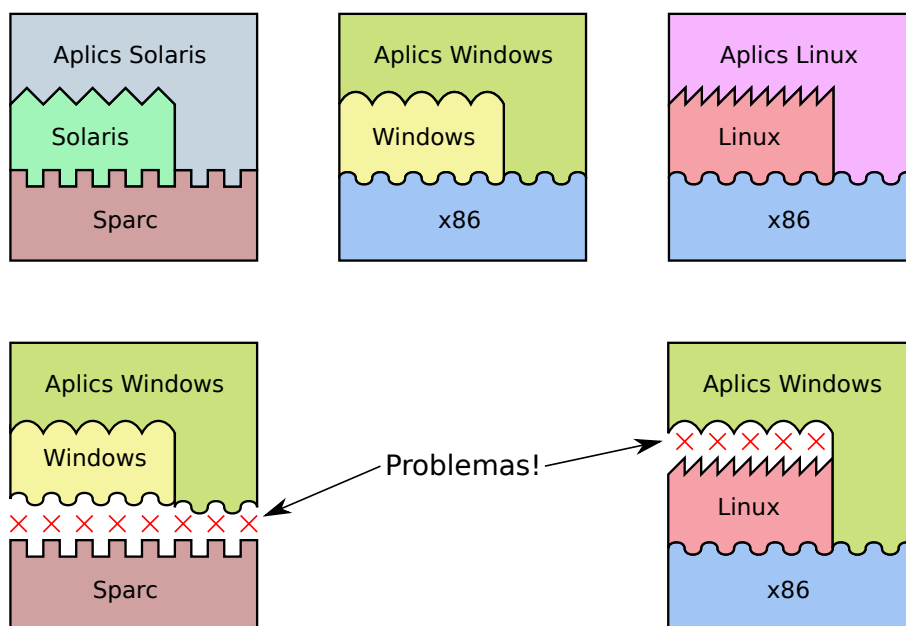 Aplics Solaris
Solaris
Sparc
Aplics Windows
Windows
x86
Aplics Linux
Linux
x86
Aplics Windows
Windows
Sparc
Problemas!
Aplics Windows
Linux
x86